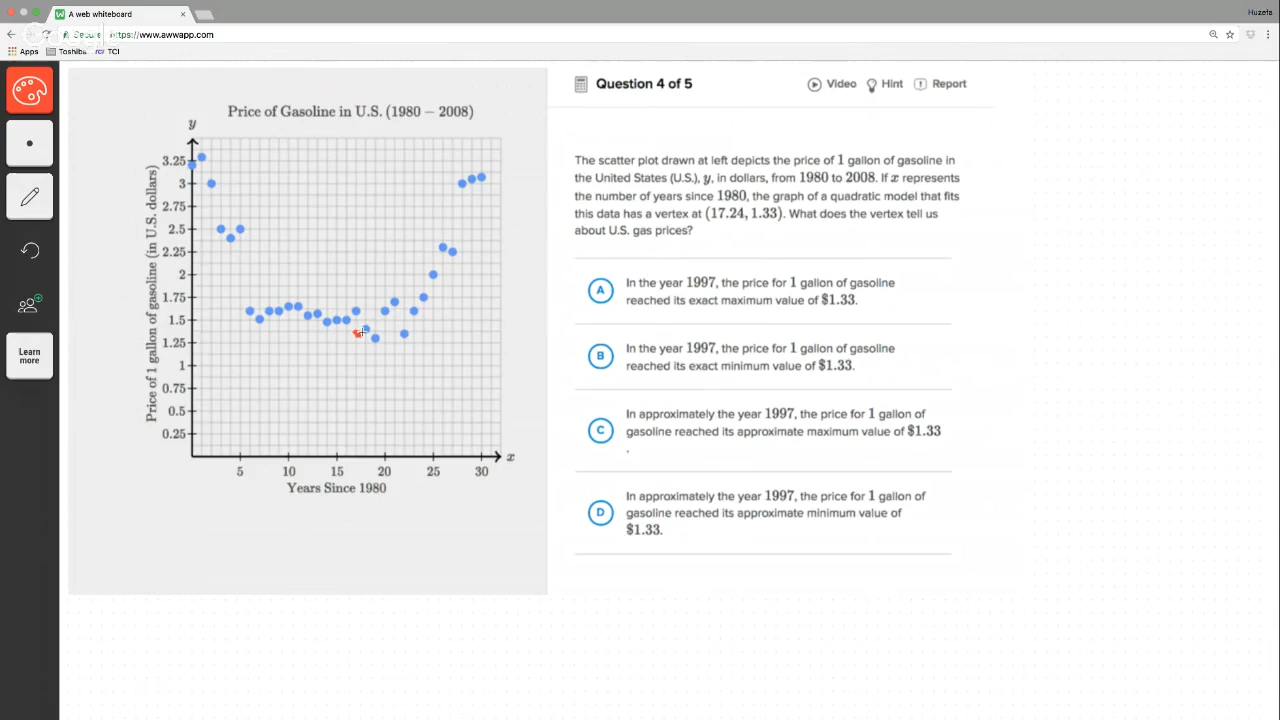 A web whiteboard
Huzefa
Secure
https://www.awwapp.com
Apps
Toshiba
TCI
Learn
more
Price of Gasoline in U.S. (1980 – 2008)
y
Price of 1 gallon of gasoline (in U.S. dollars)
3.25
3
2.75
2.5
2.25
2
1.75
1.5
1.25
1
0.75
0.5
0.25
5 10 15 20 25 30
x
Years Since 1980
Question 4 of 5
Video
Hint
Report
The scatter plot drawn at left depicts the price of 1 gallon of gasoline in
the United States (U.S.), y, in dollars, from 1980 to 2008. If x represents
the number of years since 1980, the graph of a quadratic model that fits
this data has a vertex at (17.24, 1.33). What does the vertex tell us
about U.S. gas prices?
A
In the year 1997, the price for 1 gallon of gasoline
reached its exact maximum value of $1.33.
B
In the year 1997, the price for 1 gallon of gasoline
reached its exact minimum value of $1.33.
C
In approximately the year 1997, the price for 1 gallon of
gasoline reached its approximate maximum value of $1.33
.
D
In approximately the year 1997, the price for 1 gallon of
gasoline reached its approximate minimum value of
$1.33.